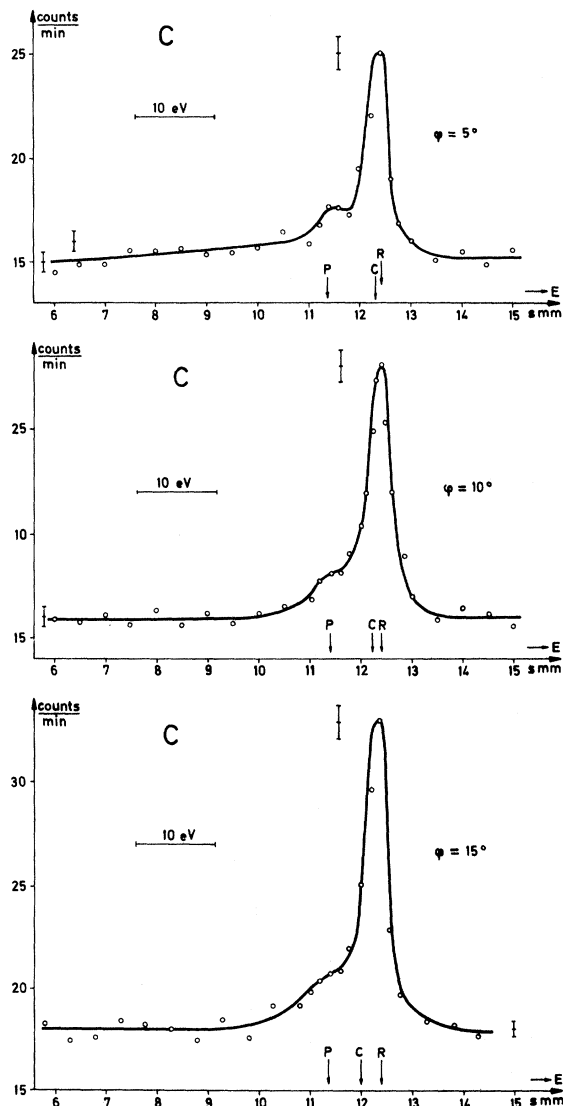 counts
min
C
25
10 eV
φ = 5°
20
15
P C R
→ E
6 7 8 9 10 11 12 13 14 15 s mm
counts
min
C
25
10 eV
φ = 10°
10
15
P C R
→ E
6 7 8 9 10 11 12 13 14 15 s mm
counts
min
C
30
10 eV
φ = 15°
25
20
15
P C R
→ E
6 7 8 9 10 11 12 13 14 15 s mm